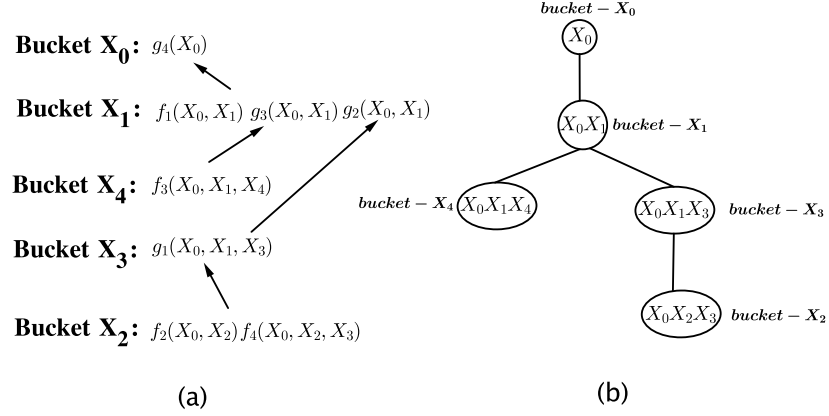 Bucket X₀: g₄(X₀)
Bucket X₁: f₁(X₀, X₁) g₃(X₀, X₁) g₂(X₀, X₁)
Bucket X₄: f₃(X₀, X₁, X₄)
Bucket X₃: g₁(X₀, X₁, X₃)
Bucket X₂: f₂(X₀, X₂)f₄(X₀, X₂, X₃)
(a)
bucket − X₀
X₀
X₀X₁ bucket − X₁
bucket − X₄ X₀X₁X₄
X₀X₁X₃ bucket − X₃
X₀X₂X₃ bucket − X₂
(b)